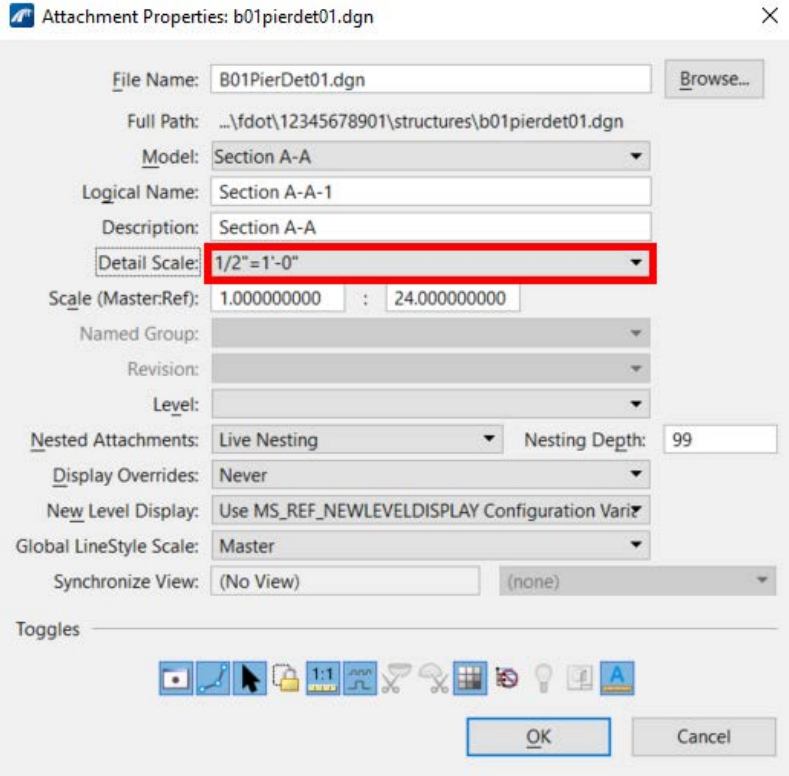 Attachment Properties: b01pierdet01.dgn
File Name: B01PierDet01.dgn Browse...
Full Path: ...\fdot\12345678901\structures\b01pierdet01.dgn
Model: Section A-A
Logical Name: Section A-A-1
Description: Section A-A
Detail Scale: 1/2"=1'-0"
Scale (Master:Ref): 1.000000000 : 24.000000000
Named Group:
Revision:
Level:
Nested Attachments: Live Nesting Nesting Depth: 99
Display Overrides: Never
New Level Display: Use MS_REF_NEWLEVELDISPLAY Configuration
Global LineStyle Scale: Master
Synchronize View: (No View) (none)
Toggles
1:1 A
OK Cancel